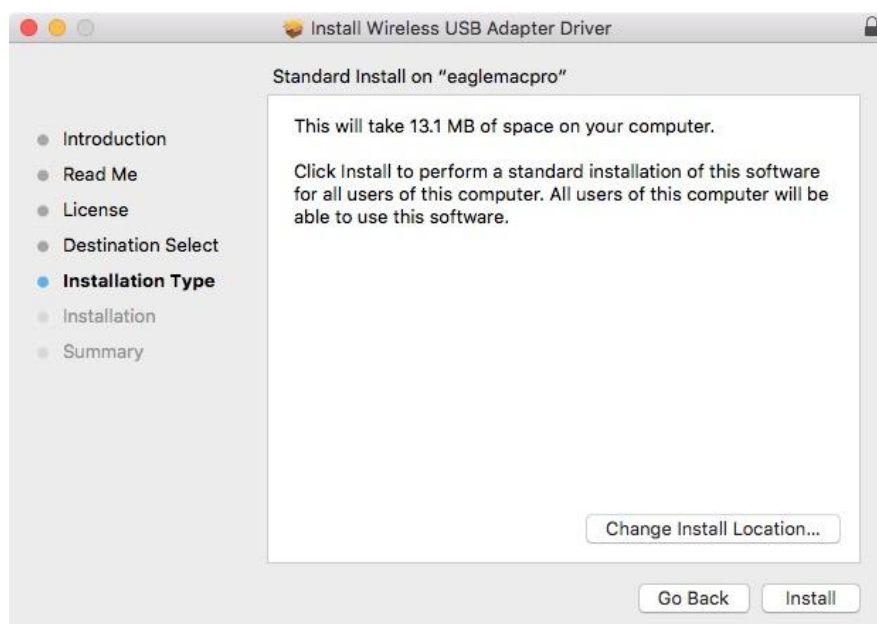 Install Wireless USB Adapter Driver
Standard Install on “eaglemacpro”
Introduction
Read Me
License
Destination Select
Installation Type
Installation
Summary
This will take 13.1 MB of space on your computer.
Click Install to perform a standard installation of this software
for all users of this computer. All users of this computer will be
able to use this software.
Change Install Location...
Go Back
Install